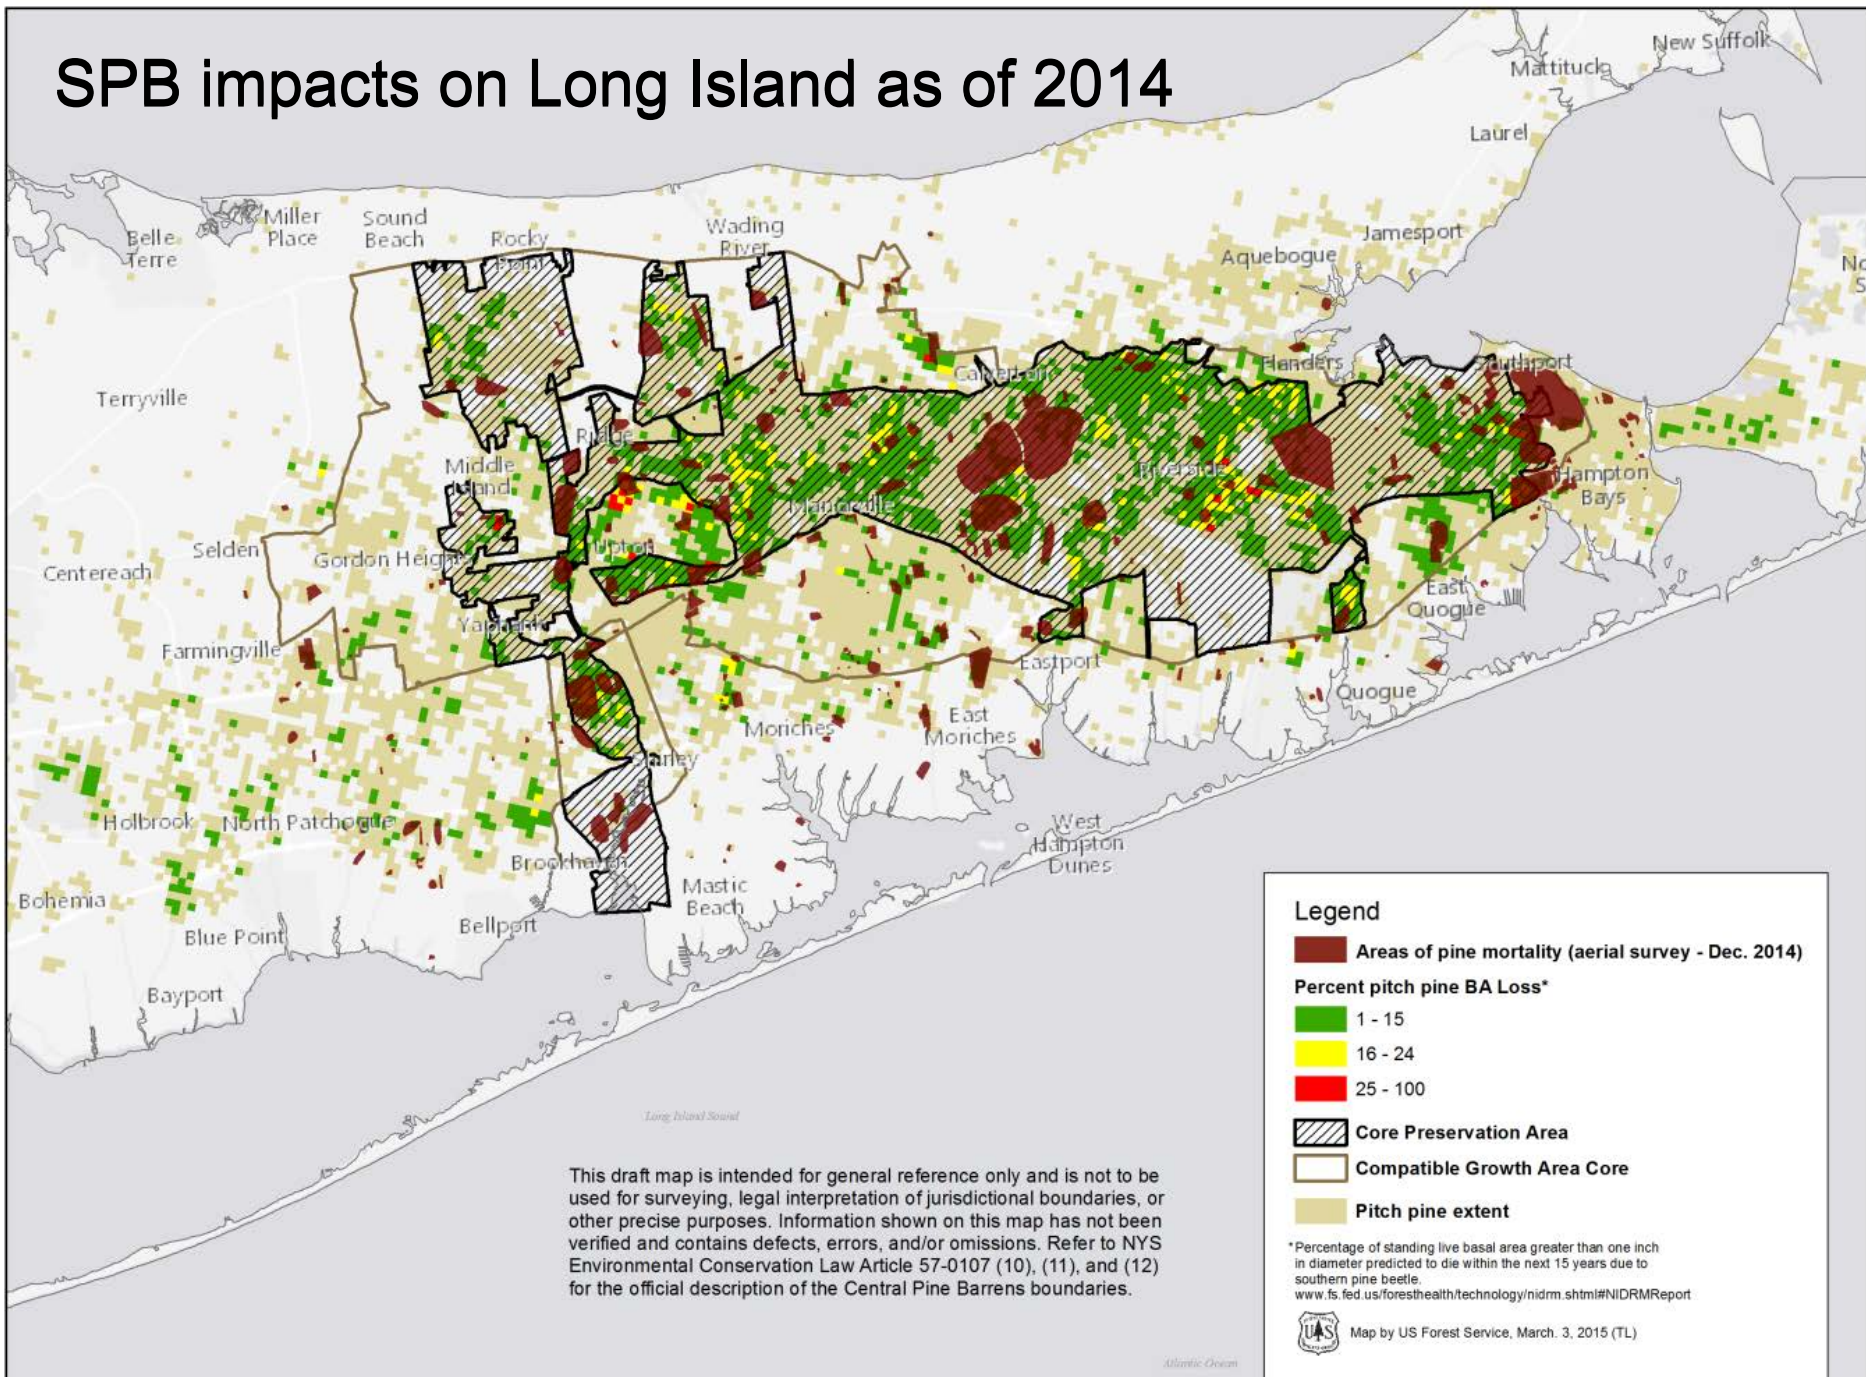 SPB impacts on Long Island as of 2014
New Suffolk
Mattituck
Laurel
Miller
Place
Sound
Beach
Rocky
Point
Wading
River
Belle
Terre
Jamesport
Aquebogue
No
S
Flanders
Southport
Calverton
Terryville
Ridge
Middle
Island
Riverside
Hampton
Bays
Manorville
Selden
Gordon Heights
Upton
Centereach
East
Quogue
Yaphank
Farmingville
Eastport
Quogue
Moriches
East
Moriches
Shirley
Holbrook
North Patchogue
West
Hampton
Dunes
Brookhaven
Mastic
Beach
Bohemia
Bellport
Blue Point
Bayport
Long Island Sound
Atlantic Ocean
This draft map is intended for general reference only and is not to be
used for surveying, legal interpretation of jurisdictional boundaries, or
other precise purposes. Information shown on this map has not been
verified and contains defects, errors, and/or omissions. Refer to NYS
Environmental Conservation Law Article 57-0107 (10), (11), and (12)
for the official description of the Central Pine Barrens boundaries.
Legend
Areas of pine mortality (aerial survey - Dec. 2014)
Percent pitch pine BA Loss*
1 - 15
16 - 24
25 - 100
Core Preservation Area
Compatible Growth Area Core
Pitch pine extent
*Percentage of standing live basal area greater than one inch
in diameter predicted to die within the next 15 years due to
southern pine beetle.
www.fs.fed.us/foresthealth/technology/nidrm.shtml#NIDRMReport
U S
Map by US Forest Service, March. 3, 2015 (TL)